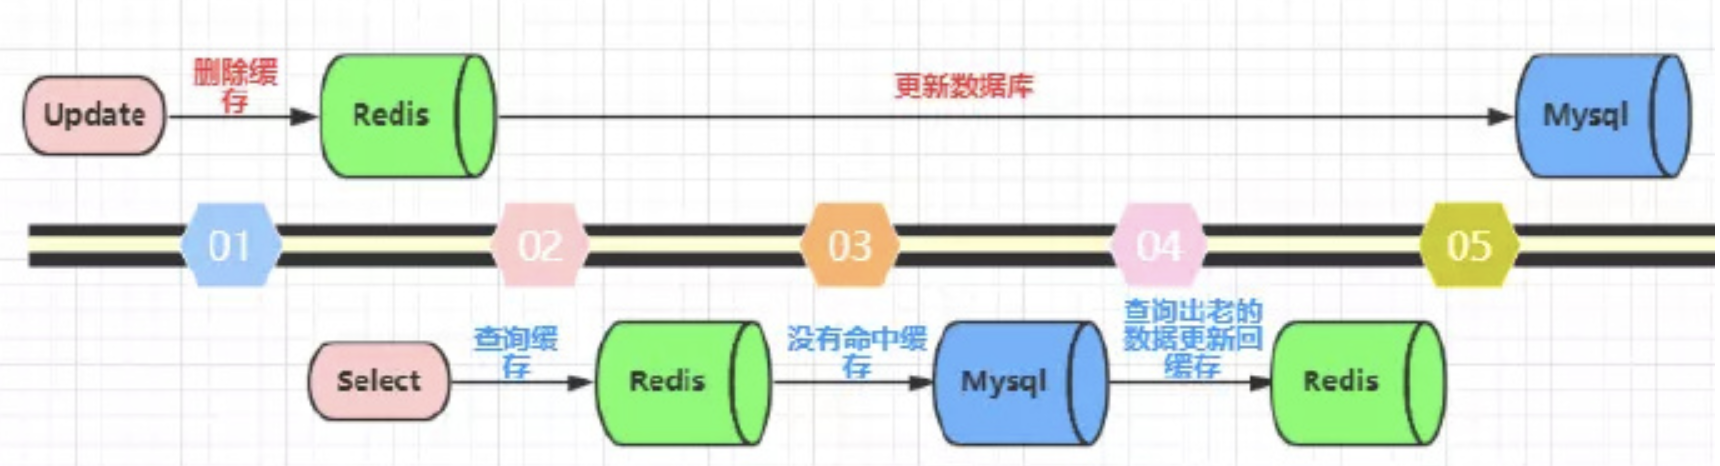 删除缓
存
更新数据库
Update
Redis
Mysql
01
02
03
04
05
查询缓
存
没有命中缓
存
查询出老的
数据更新回
缓存
Select
Redis
Mysql
Redis